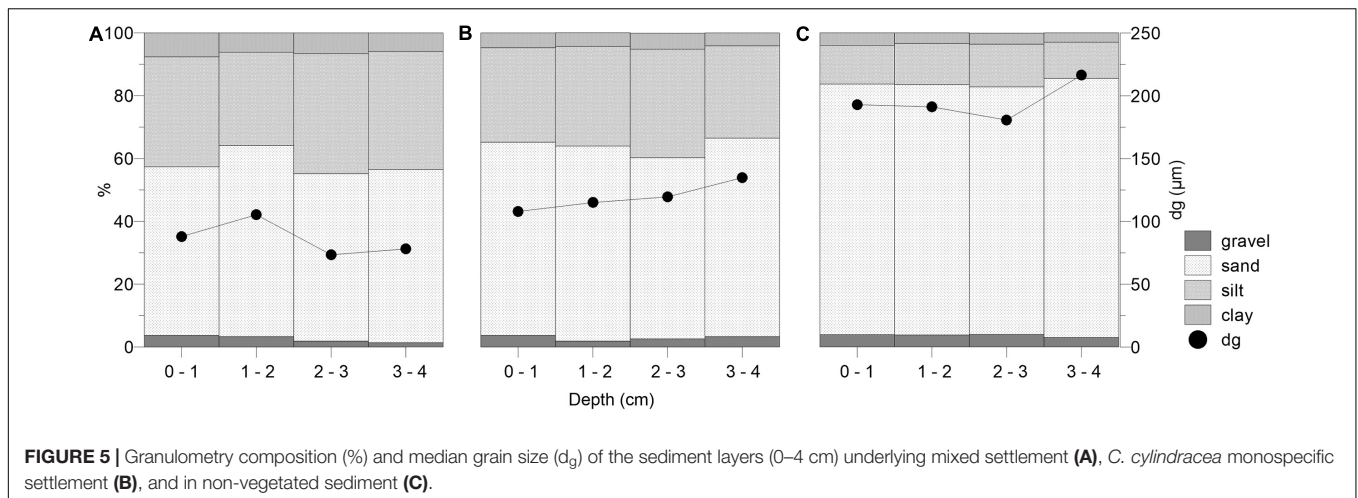 A
B
C
100
80
60
40
20
0
%
0 - 1
1 - 2
2 - 3
3 - 4
0 - 1
1 - 2
2 - 3
3 - 4
0 - 1
1 - 2
2 - 3
3 - 4
Depth (cm)
250
200
150
100
50
0
dg (µm)
gravel
sand
silt
clay
dg
FIGURE 5 | Granulometry composition (%) and median grain size (dg) of the sediment layers (0–4 cm) underlying mixed settlement (A), C. cylindracea monospecific
settlement (B), and in non-vegetated sediment (C).